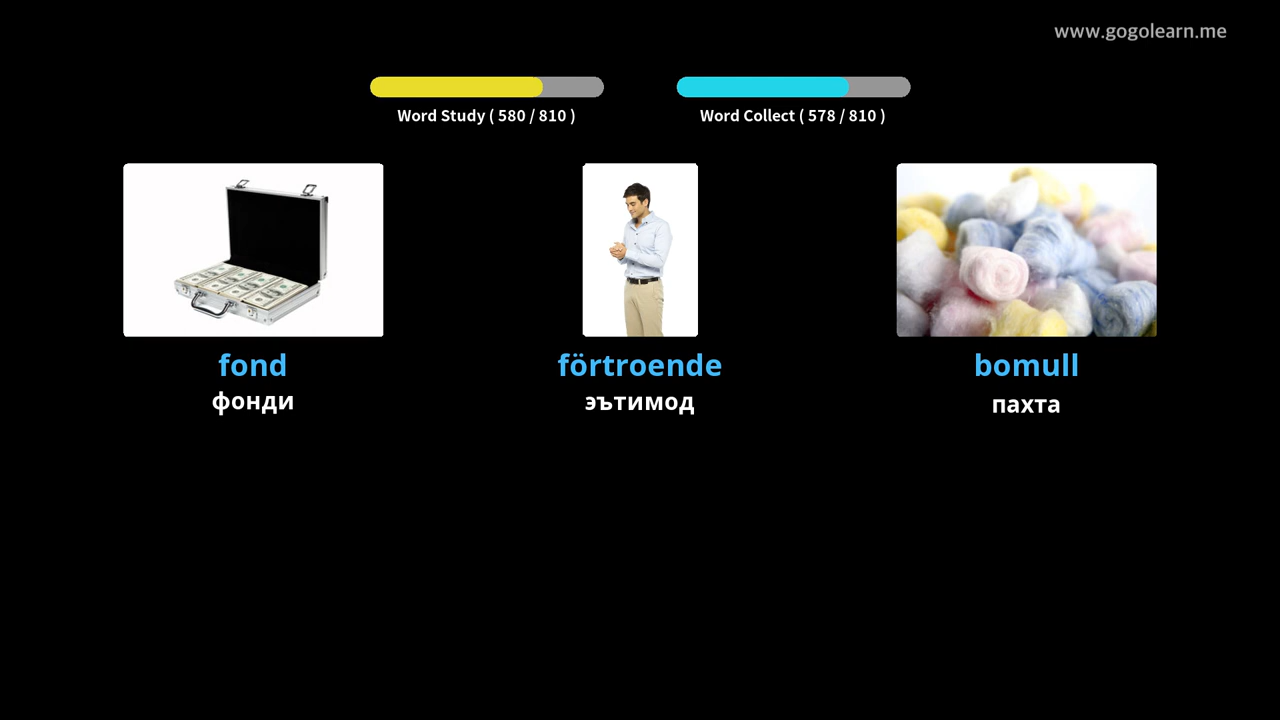 www.gogolearn.me
Word Study ( 580 / 810 )
Word Collect ( 578 / 810 )
fond
förtroende
bomull
фонди
эътимод
пахта